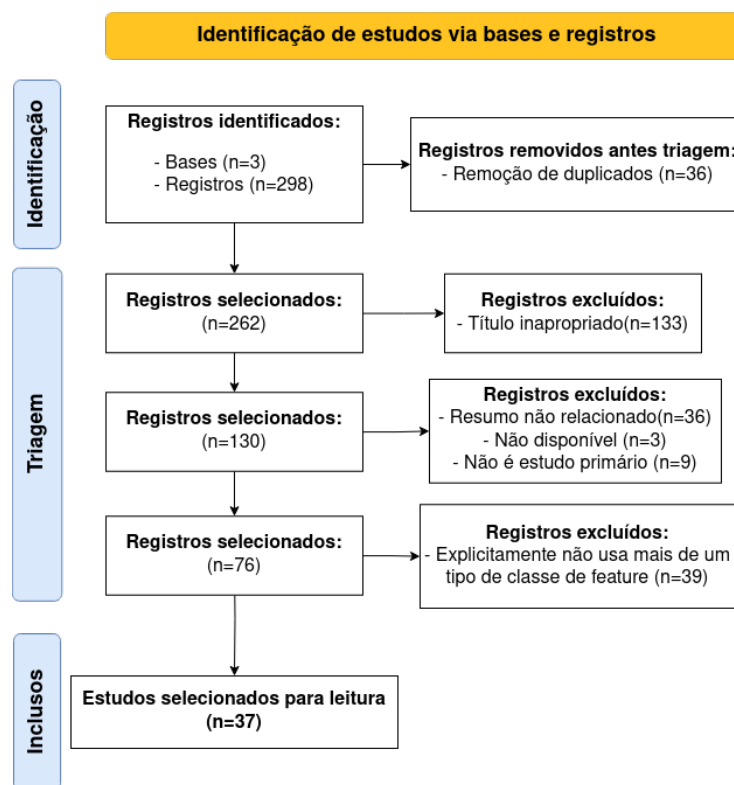 Identificação de estudos via bases e registros
Identificação
Registros identificados:
- Bases (n=3)
- Registros (n=298)
Registros removidos antes triagem:
- Remoção de duplicados (n=36)
Triagem
Registros selecionados:
(n=262)
Registros excluídos:
- Título inapropriado(n=133)
Registros selecionados:
(n=130)
Registros excluídos:
- Resumo não relacionado(n=36)
- Não disponível (n=3)
- Não é estudo primário (n=9)
Registros selecionados:
(n=76)
Registros excluídos:
- Explicitamente não usa mais de um
tipo de classe de feature (n=39)
Inclusos
Estudos selecionados para leitura
(n=37)